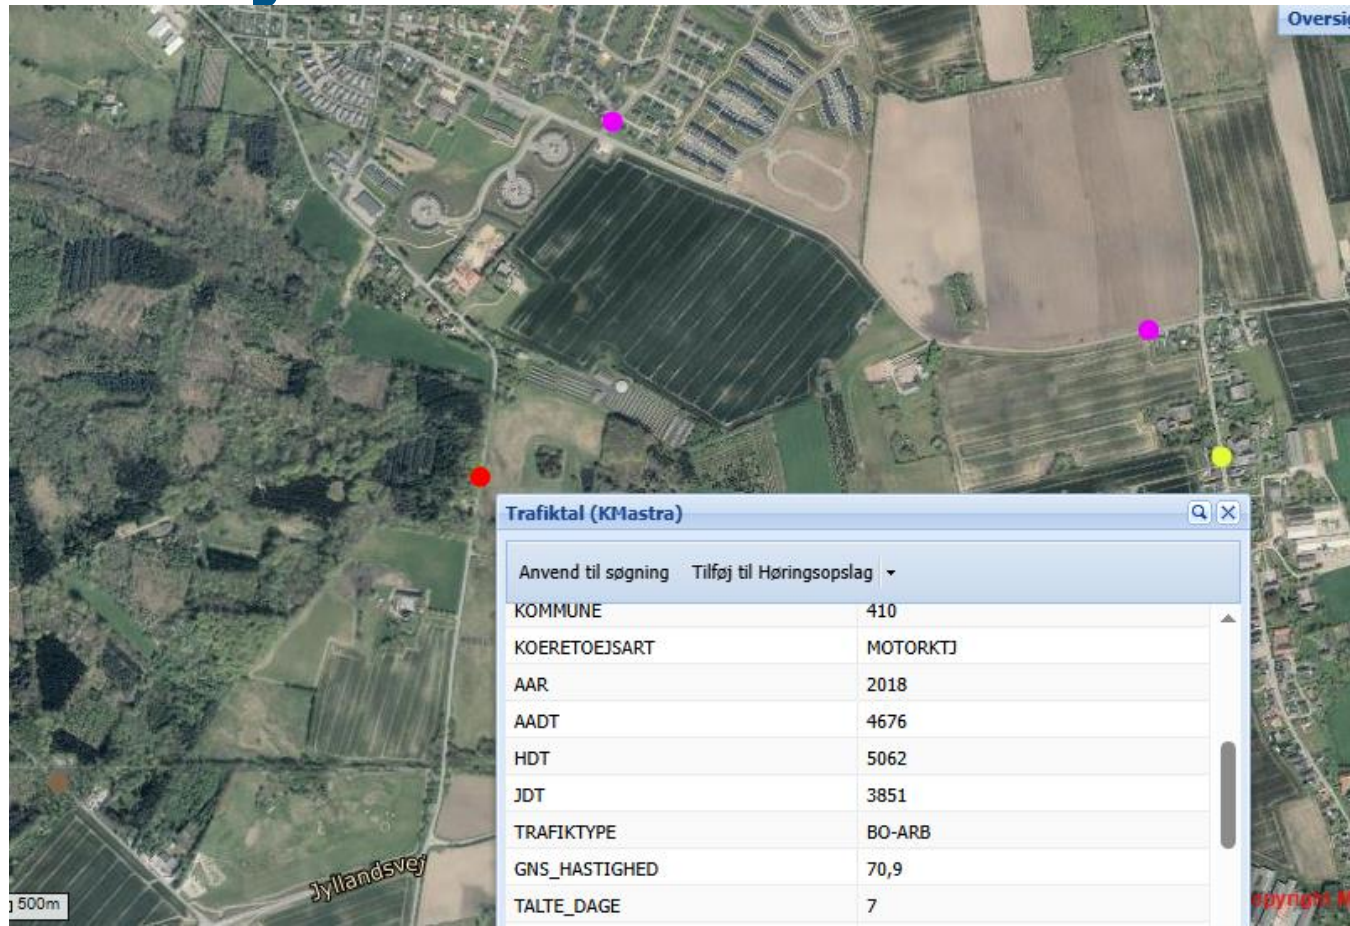 Trafiktal (KMastra)
Anvend til søgning Tilføj til Høringsopslag
KOMMUNE 410
KOERETOEJSART MOTORKTJ
AAR 2018
AADT 4676
HDT 5062
JDT 3851
TRAFIKTYPE BO-ARB
GNS_HASTIGHED 70,9
TALTE_DAGE 7
Jyllandsvej
500m